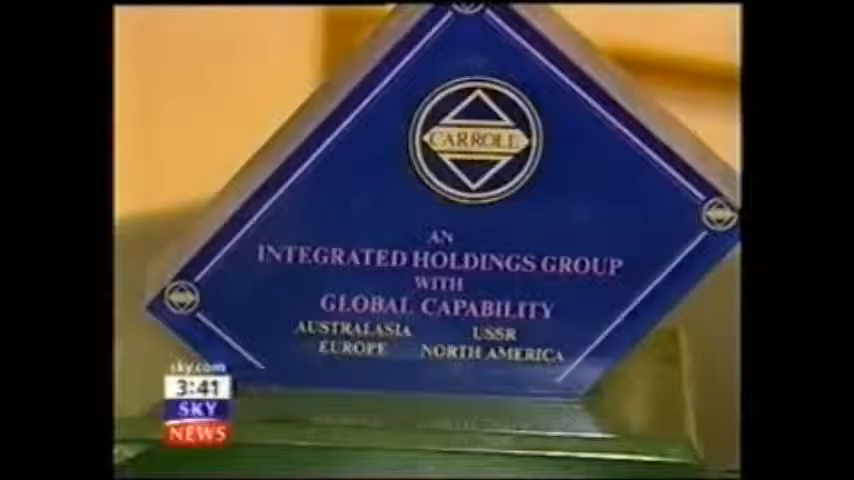 CARROLL
AN
INTEGRATED HOLDINGS GROUP
WITH
GLOBAL CAPABILITY
AUSTRALASIA USSR
EUROPE NORTH AMERICA
sky.com
3:41
SKY
NEWS